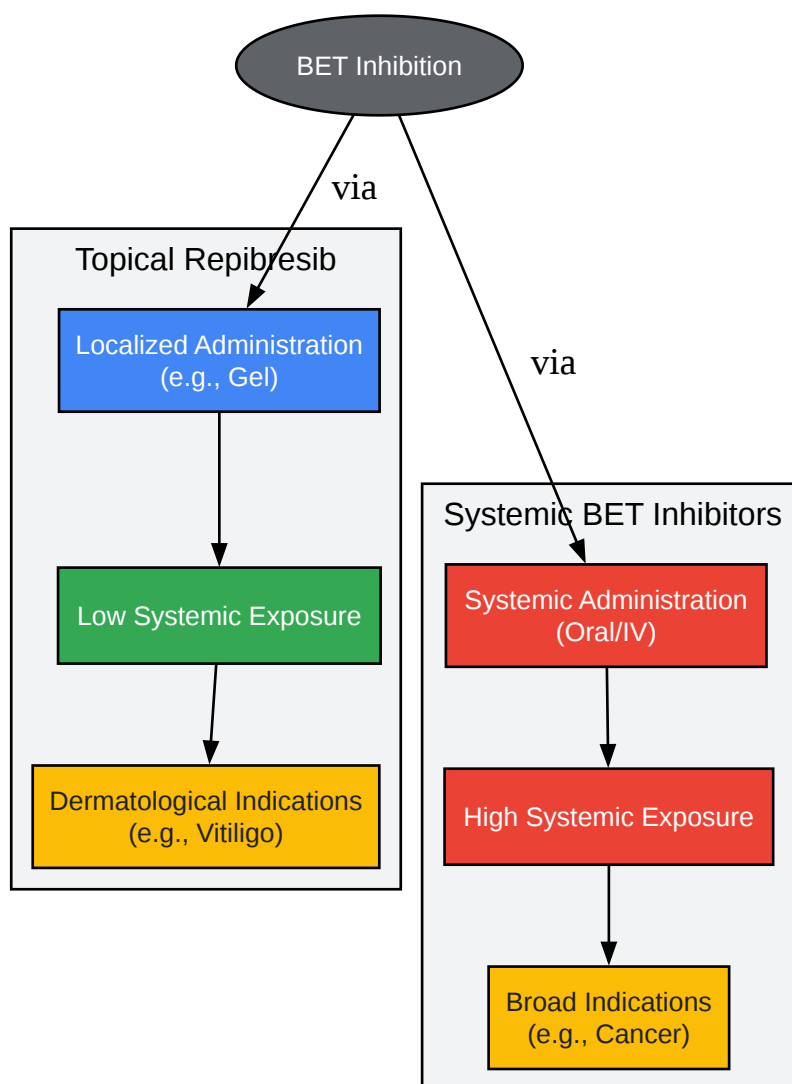 BET Inhibition
via
Topical Repibresib
Localized Administration
(e.g., Gel)
Low Systemic Exposure
Dermatological Indications
(e.g., Vitiligo)
via
Systemic BET Inhibitors
Systemic Administration
(Oral/IV)
High Systemic Exposure
Broad Indications
(e.g., Cancer)